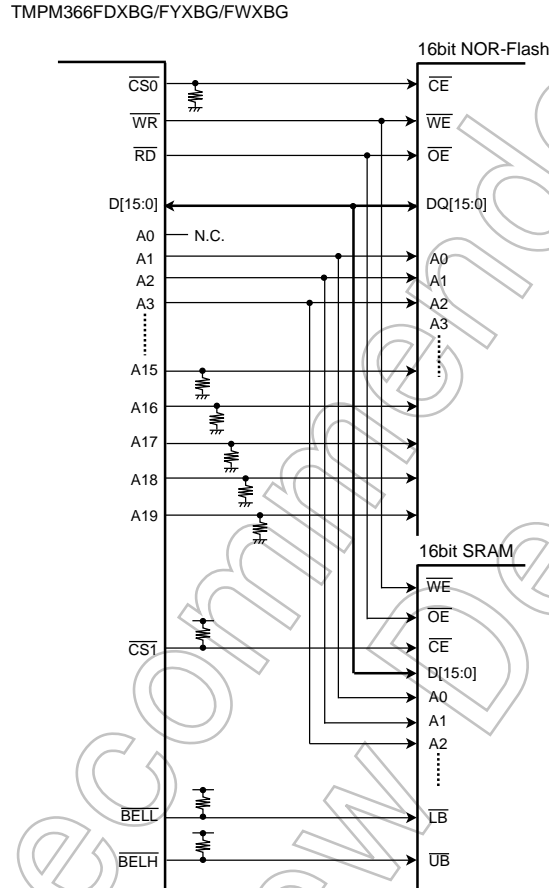 TMPM366FDXBG/FYXBG/FWXBG
16bit NOR-Flash
CS0
CE
WR
WE
RD
OE
D[15:0]
DQ[15:0]
A0
N.C.
A1
A0
A2
A1
A3
A2
A3
A15
A16
A17
A18
A19
16bit SRAM
WE
OE
CS1
CE
D[15:0]
A0
A1
A2
BELL
LB
BELH
UB